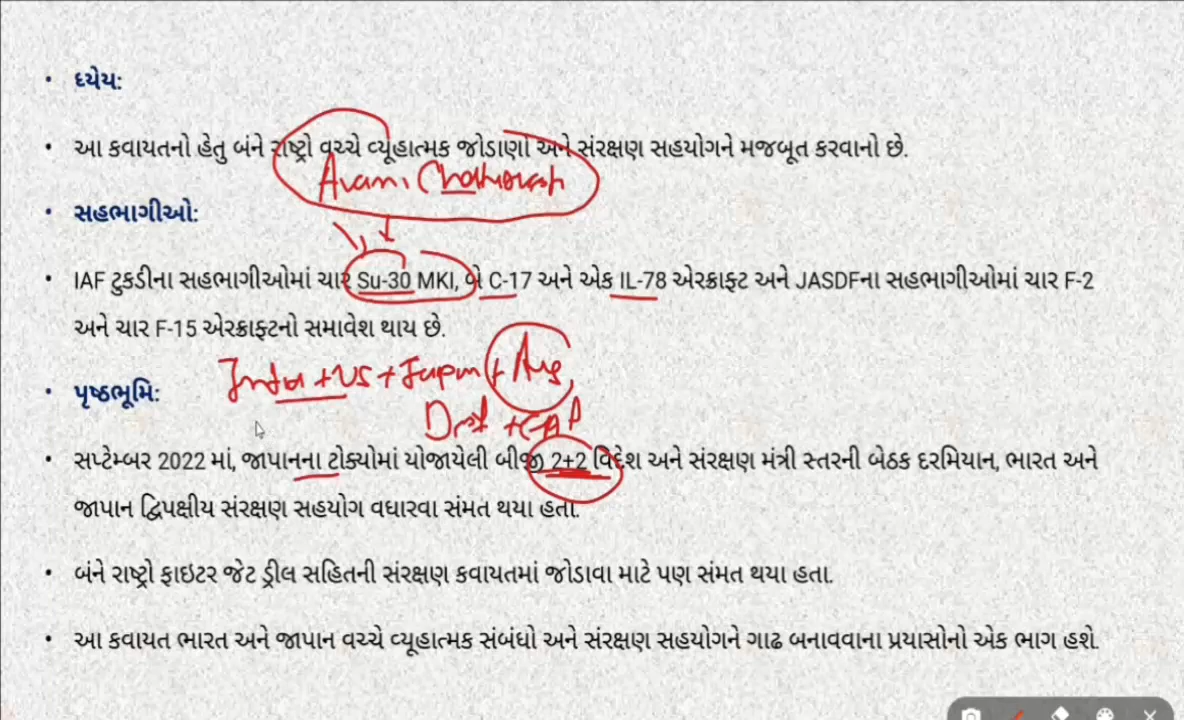 • ધ્યેય:
• આ કવાયતનો હેતુ બંને રાષ્ટ્રો વચ્ચે વ્યૂહાત્મક જોડાણો અને સંરક્ષણ સહયોગને મજબૂત કરવાનો છે.
Avani
• સહભાગીઓ:
• IAF ટુકડીના સહભાગીઓમાં ચાર Su-30 MKI, બે C-17 અને એક IL-78 એરક્રાફ્ટ અને JASDFના સહભાગીઓમાં ચાર F-2
અને ચાર F-15 એરક્રાફ્ટનો સમાવેશ થાય છે.
India + US + Japan + Aus
• પૃષ્ઠભૂમિ:
• સપ્ટેમ્બર 2022 માં, જાપાનના ટોક્યોમાં યોજાયેલી બીજી 2+2 વિદેશ અને સંરક્ષણ મંત્રી સ્તરની બેઠક દરમિયાન, ભારત અને
જાપાન દ્વિપક્ષીય સંરક્ષણ સહયોગ વધારવા સંમત થયા હતા.
• બંને રાષ્ટ્રો ફાઇટર જેટ ડ્રીલ સહિતની સંરક્ષણ કવાયતમાં જોડાવા માટે પણ સંમત થયા હતા.
• આ કવાયત ભારત અને જાપાન વચ્ચે વ્યૂહાત્મક સંબંધો અને સંરક્ષણ સહયોગને ગાઢ બનાવવાના પ્રયાસોનો એક ભાગ હશે.